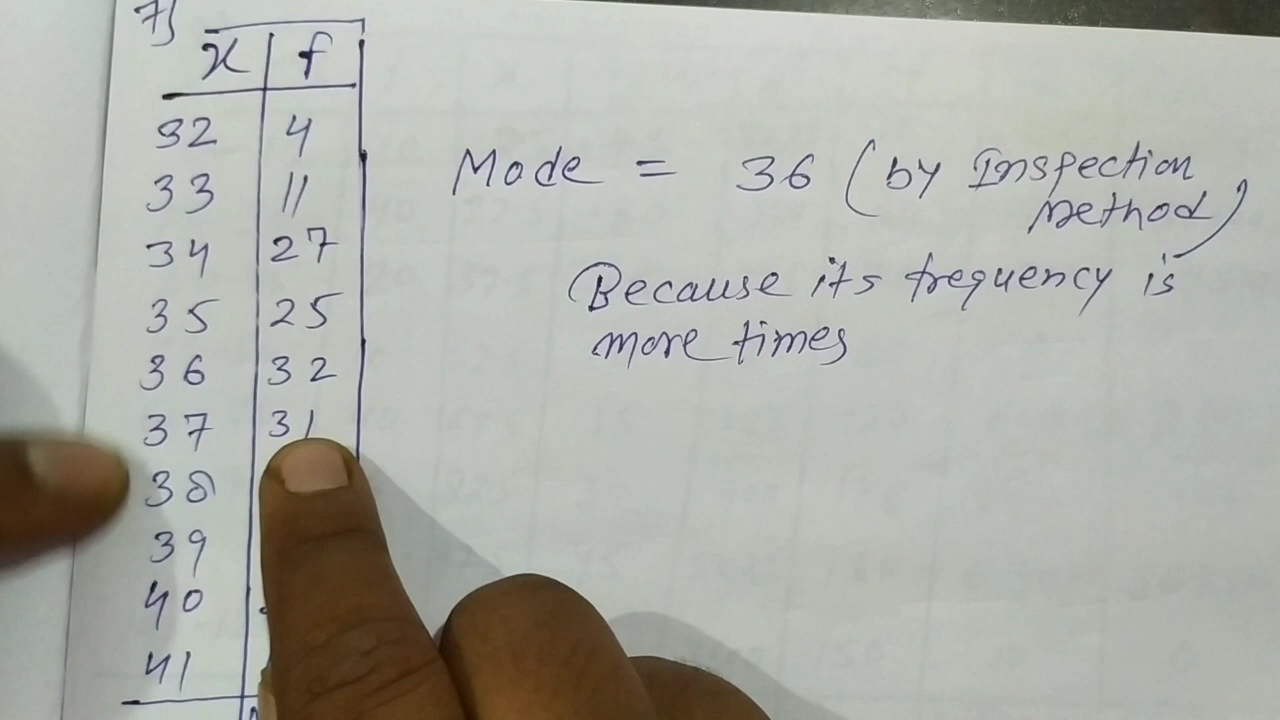 7)
x f
32 4
33 11
34 27
35 25
36 32
37 31
38
39
40
41
Mode = 36 (by Inspection
method)
Because its frequency is
more times